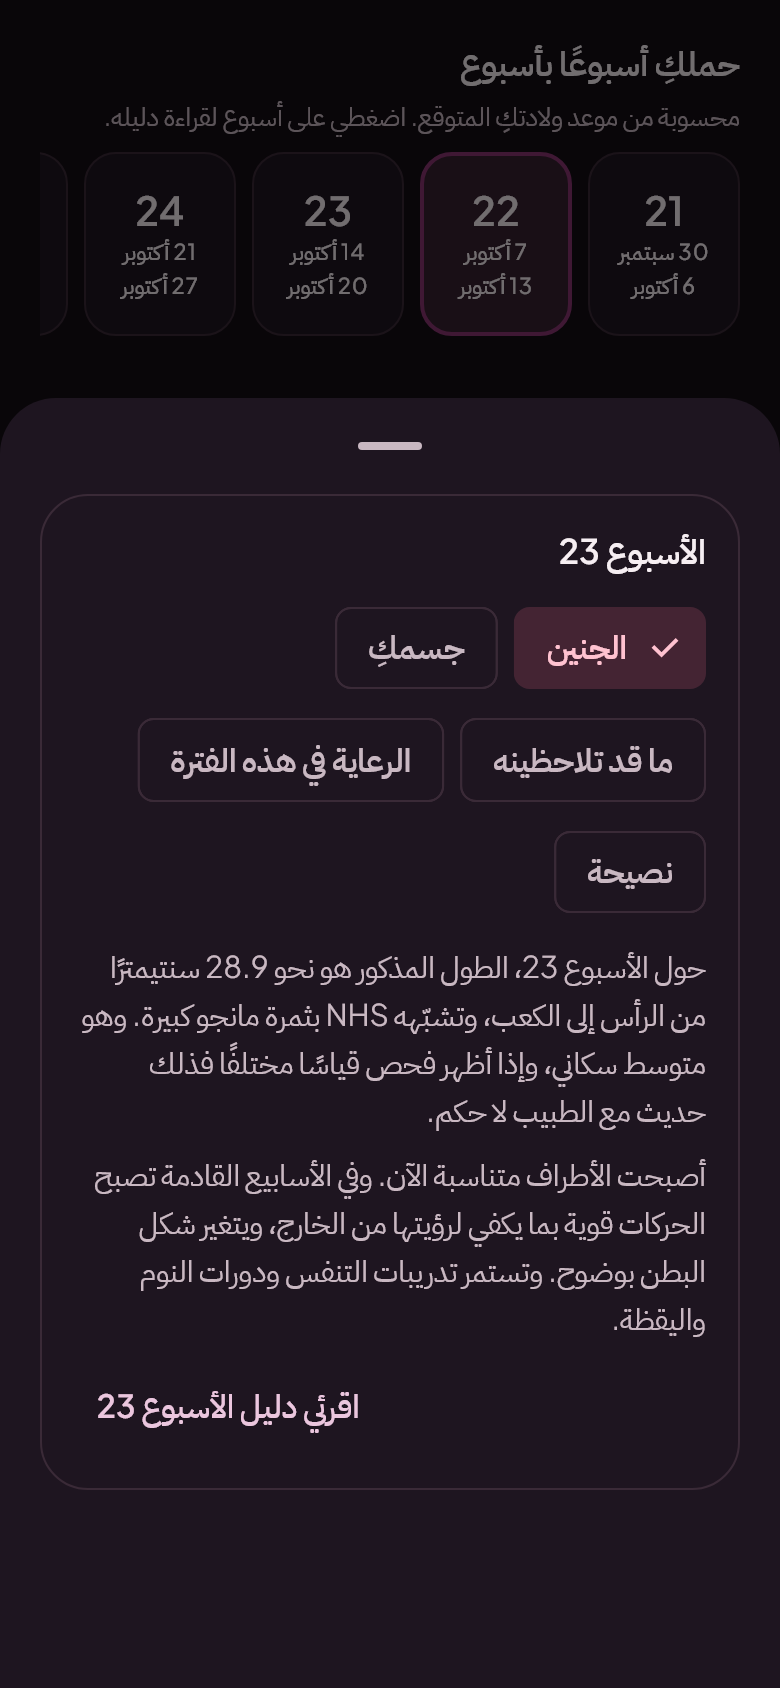 حملكِ أسبوعًا بأسبوع
محسوبة من موعد ولادتكِ المتوقع. اضغطي على أسبوع لقراءة دليله.
21
30 سبتمبر
6 أكتوبر
22
7 أكتوبر
13 أكتوبر
23
14 أكتوبر
20 أكتوبر
24
21 أكتوبر
27 أكتوبر
الأسبوع 23
الجنين
جسمكِ
ما قد تلاحظينه
الرعاية في هذه الفترة
نصيحة
حول الأسبوع 23، الطول المذكور هو نحو 28.9 سنتيمترًا
من الرأس إلى الكعب، وتشبّهه NHS بثمرة مانجو كبيرة. وهو
متوسط سكاني، وإذا أظهر فحص قياسًا مختلفًا فذلك
حديث مع الطبيب لا حكم.
أصبحت الأطراف متناسبة الآن. وفي الأسابيع القادمة تصبح
الحركات قوية بما يكفي لرؤيتها من الخارج، ويتغير شكل
البطن بوضوح. وتستمر تدريبات التنفس ودورات النوم
واليقظة.
اقرئي دليل الأسبوع 23